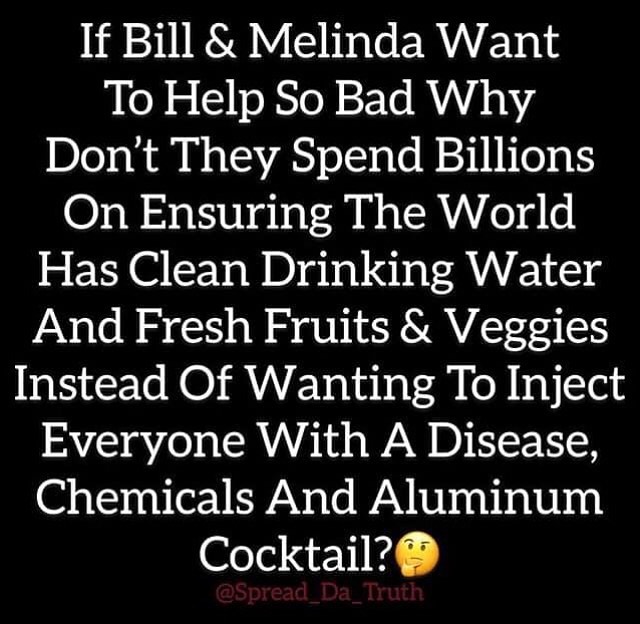 If Bill & Melinda Want
To Help So Bad Why
Don't They Spend Billions
On Ensuring The World
Has Clean Drinking Water
And Fresh Fruits & Veggies
Instead Of Wanting To Inject
Everyone With A Disease,
Chemicals And Aluminum
Cocktail?🤔
@Spread_Da_Truth